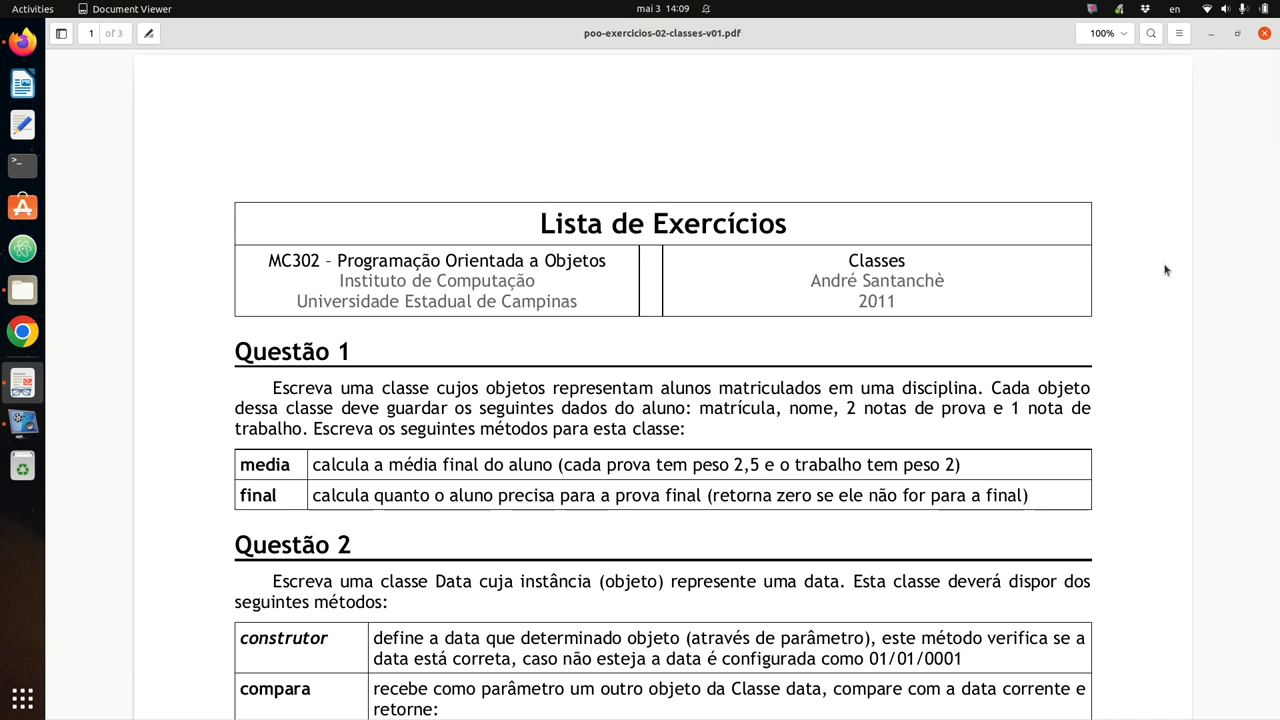 Activities Document Viewer mai 3 14:09 en
1 of 3 poo-exercicios-02-classes-v01.pdf 100%
Lista de Exercícios
MC302 – Programação Orientada a Objetos
Instituto de Computação
Universidade Estadual de Campinas
Classes
André Santanchè
2011
Questão 1
Escreva uma classe cujos objetos representam alunos matriculados em uma disciplina. Cada objeto
dessa classe deve guardar os seguintes dados do aluno: matrícula, nome, 2 notas de prova e 1 nota de
trabalho. Escreva os seguintes métodos para esta classe:
media calcula a média final do aluno (cada prova tem peso 2,5 e o trabalho tem peso 2)
final calcula quanto o aluno precisa para a prova final (retorna zero se ele não for para a final)
Questão 2
Escreva uma classe Data cuja instância (objeto) represente uma data. Esta classe deverá dispor dos
seguintes métodos:
construtor define a data que determinado objeto (através de parâmetro), este método verifica se a
data está correta, caso não esteja a data é configurada como 01/01/0001
compara recebe como parâmetro um outro objeto da Classe data, compare com a data corrente e
retorne: